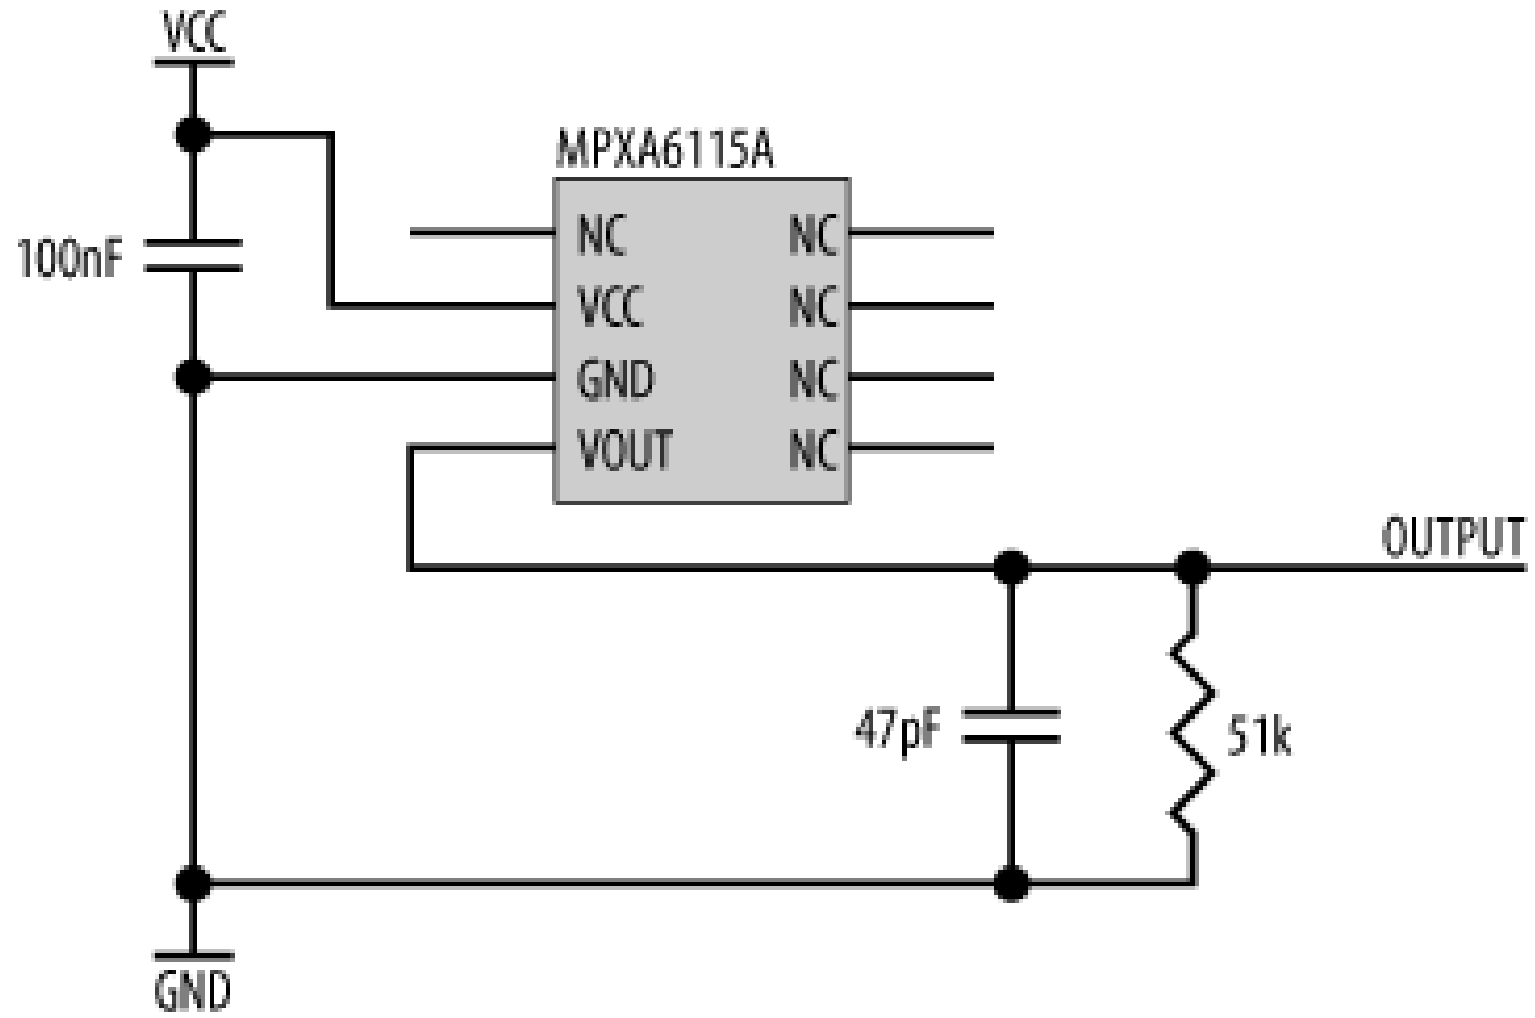 VCC
MPXA6115A
100nF
NC NC
VCC NC
GND NC
VOUT NC
OUTPUT
47pF
51k
GND